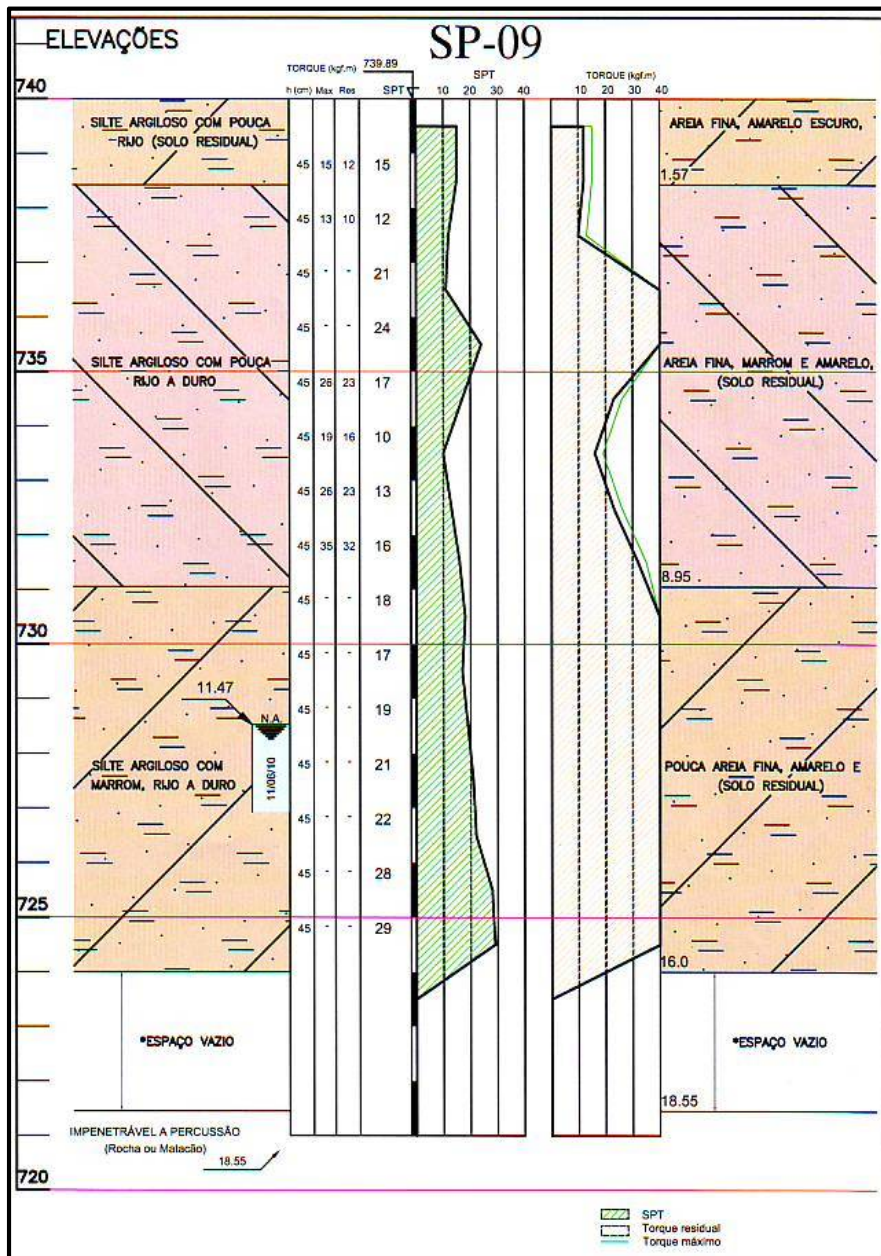 ELEVAÇÕES
SP-09
TORQUE (kgf.m)
739.89
SPT
TORQUE (kgf.m)
h (cm) Max Res SPT
0 10 20 30 40
0 10 20 30 40
740
SILTE ARGILOSO COM POUCA
RIJO (SOLO RESIDUAL)
AREIA FINA, AMARELO ESCURO,
45 15 12 15
1.57
45 13 10 12
45 - - 21
45 - - 24
735
SILTE ARGILOSO COM POUCA
RIJO A DURO
AREIA FINA, MARROM E AMARELO,
(SOLO RESIDUAL)
45 26 23 17
45 19 16 10
45 26 23 13
45 35 32 16
8.95
45 - - 18
730
45 - - 17
11.47
45 - - 19
N.A.
11/06/10
SILTE ARGILOSO COM
MARROM, RIJO A DURO
POUCA AREIA FINA, AMARELO E
(SOLO RESIDUAL)
45 - - 21
45 - - 22
45 - - 28
725
45 - - 29
16.0
*ESPAÇO VAZIO
*ESPAÇO VAZIO
18.55
IMPENETRÁVEL A PERCUSSÃO
(Rocha ou Matacão)
18.55
720
SPT
Torque residual
Torque máximo